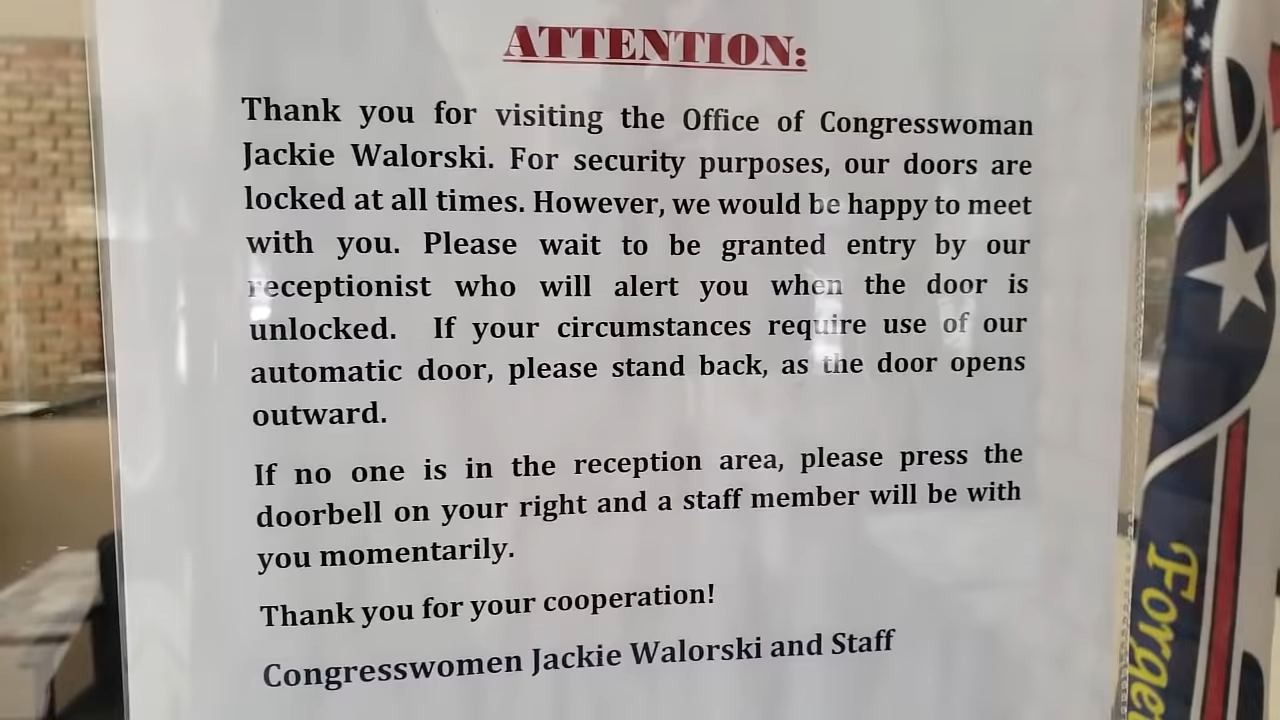 ATTENTION:
Thank you for visiting the Office of Congresswoman
Jackie Walorski. For security purposes, our doors are
locked at all times. However, we would be happy to meet
with you. Please wait to be granted entry by our
receptionist who will alert you when the door is
unlocked. If your circumstances require use of our
automatic door, please stand back, as the door opens
outward.
If no one is in the reception area, please press the
doorbell on your right and a staff member will be with
you momentarily.
Thank you for your cooperation!
Congresswomen Jackie Walorski and Staff